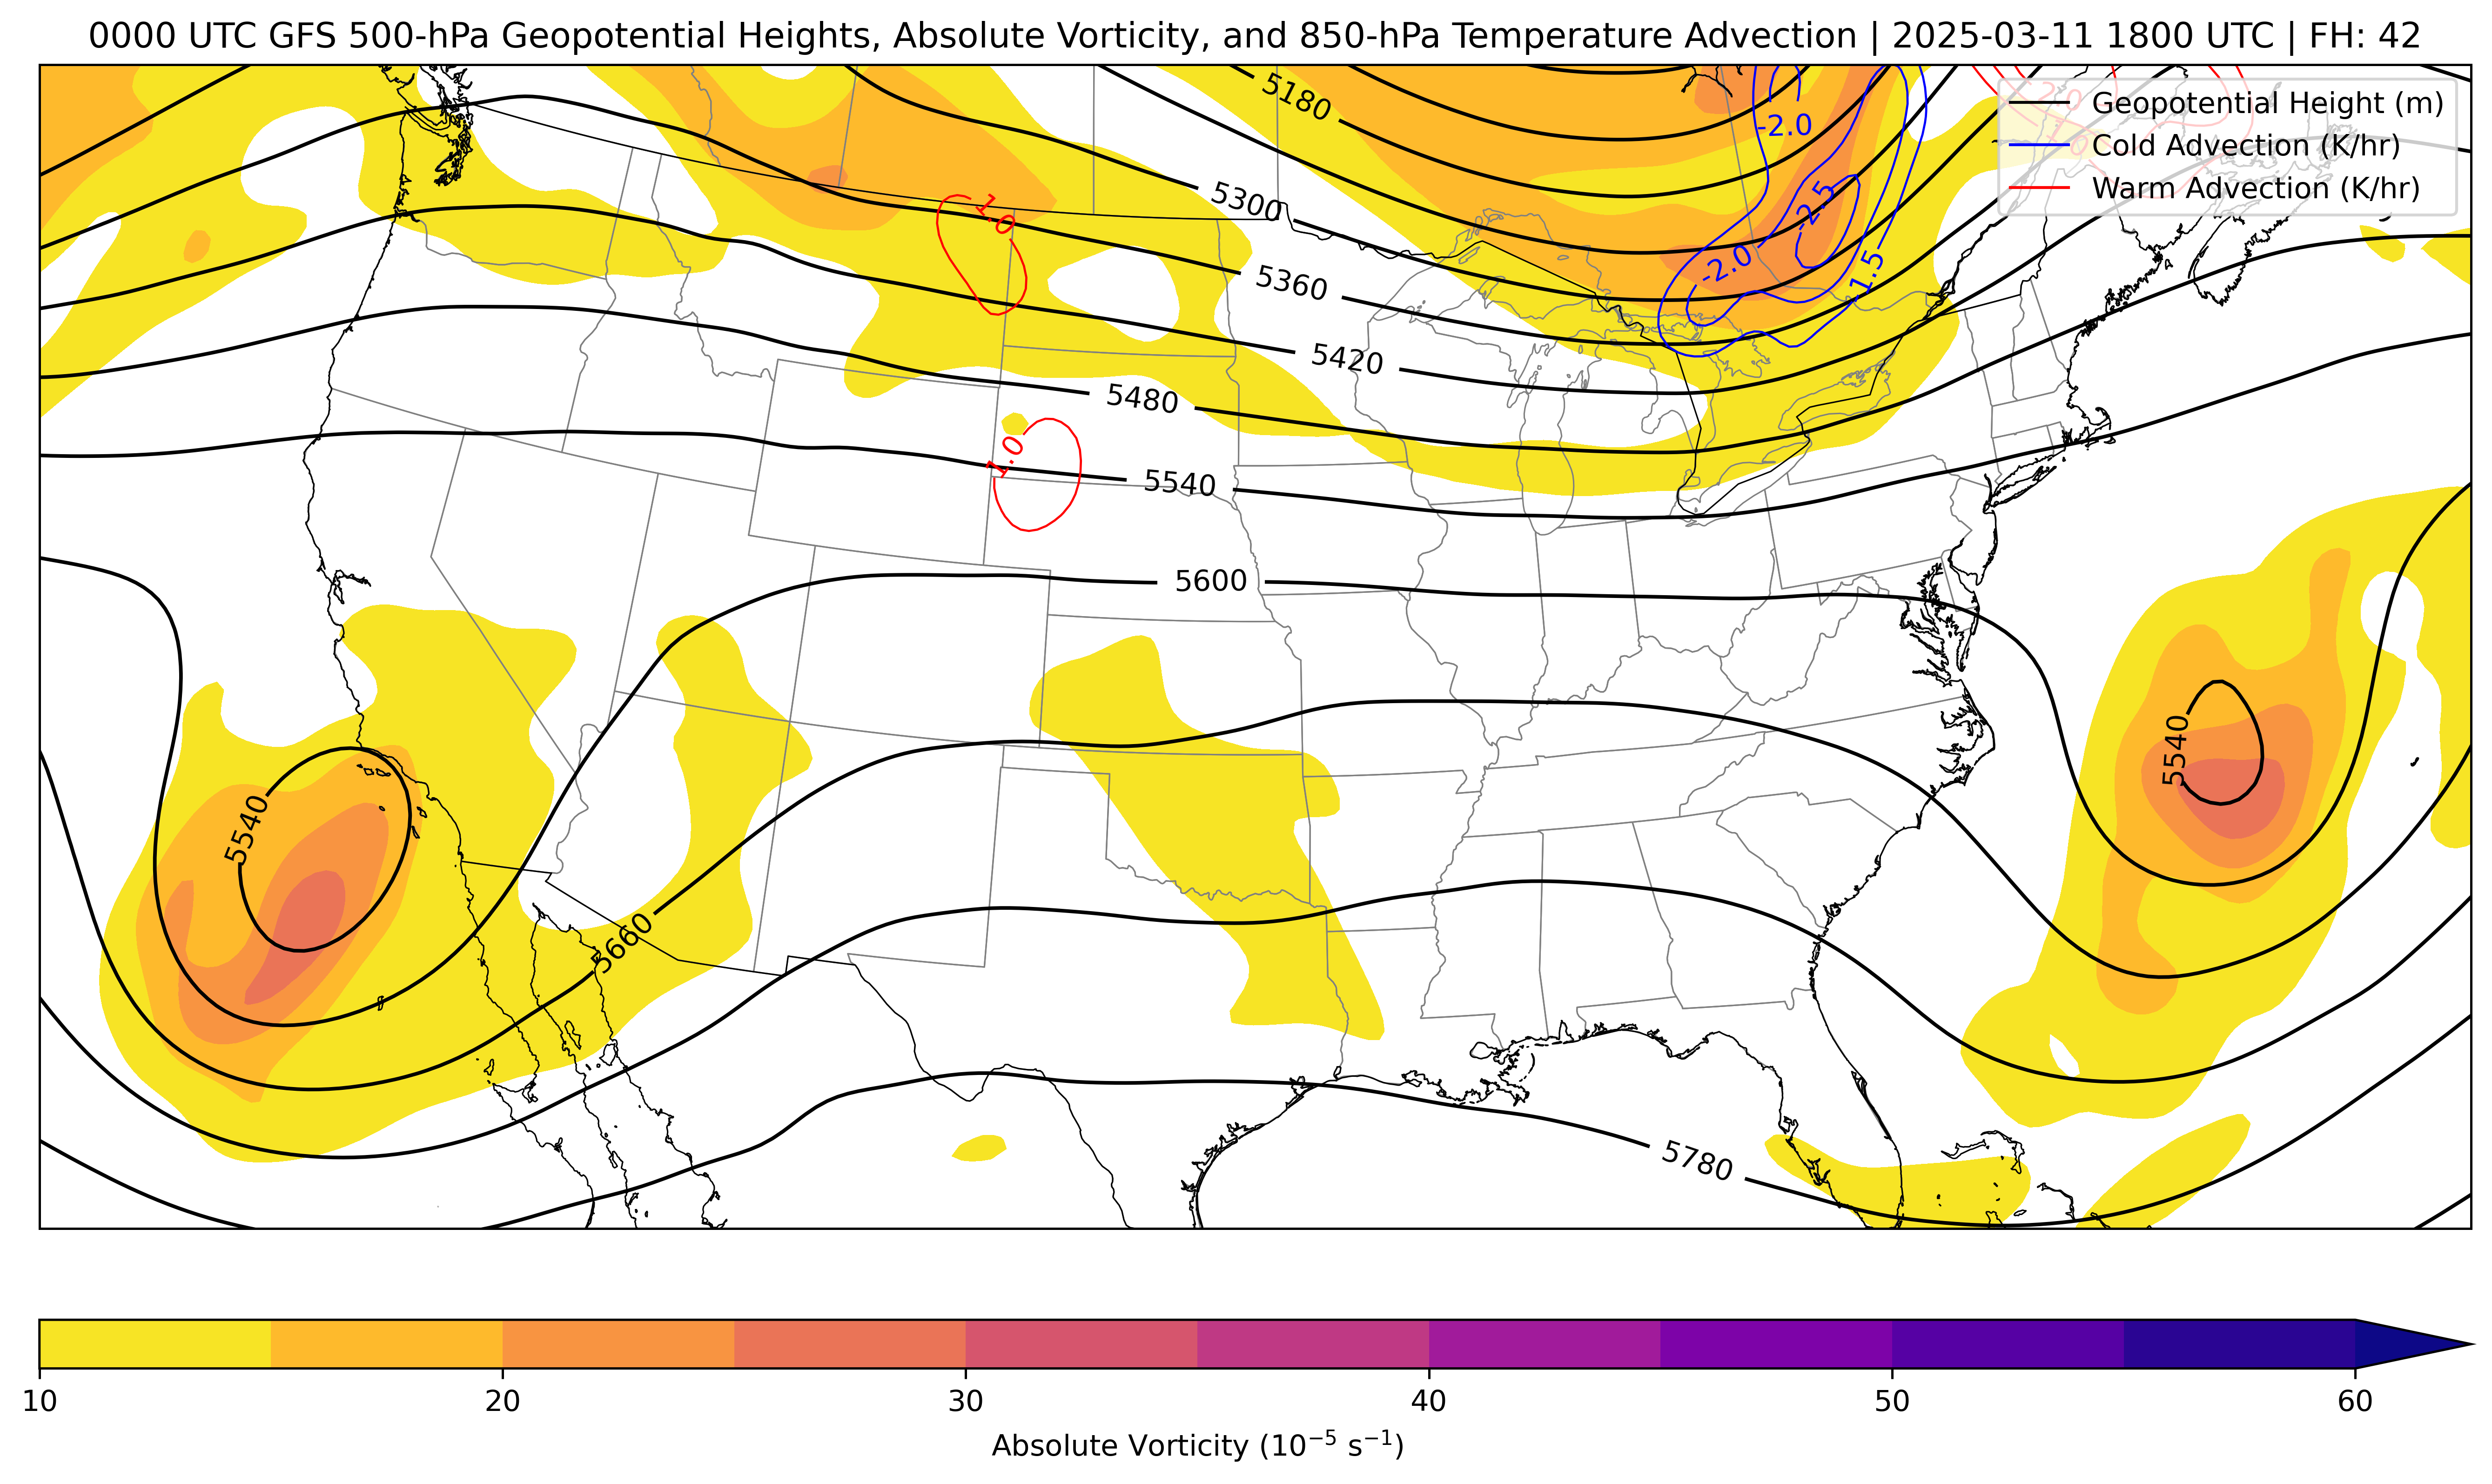 0000 UTC GFS 500-hPa Geopotential Heights, Absolute Vorticity, and 850-hPa Temperature Advection | 2025-03-11 1800 UTC | FH: 42
Geopotential Height (m)
Cold Advection (K/hr)
Warm Advection (K/hr)
5180
-2.0
5300
1.0
-2.5
-2.0
-1.5
5360
5420
5480
1.0
5540
5600
5540
5540
5660
5780
10 20 30 40 50 60
Absolute Vorticity (10⁻⁵ s⁻¹)